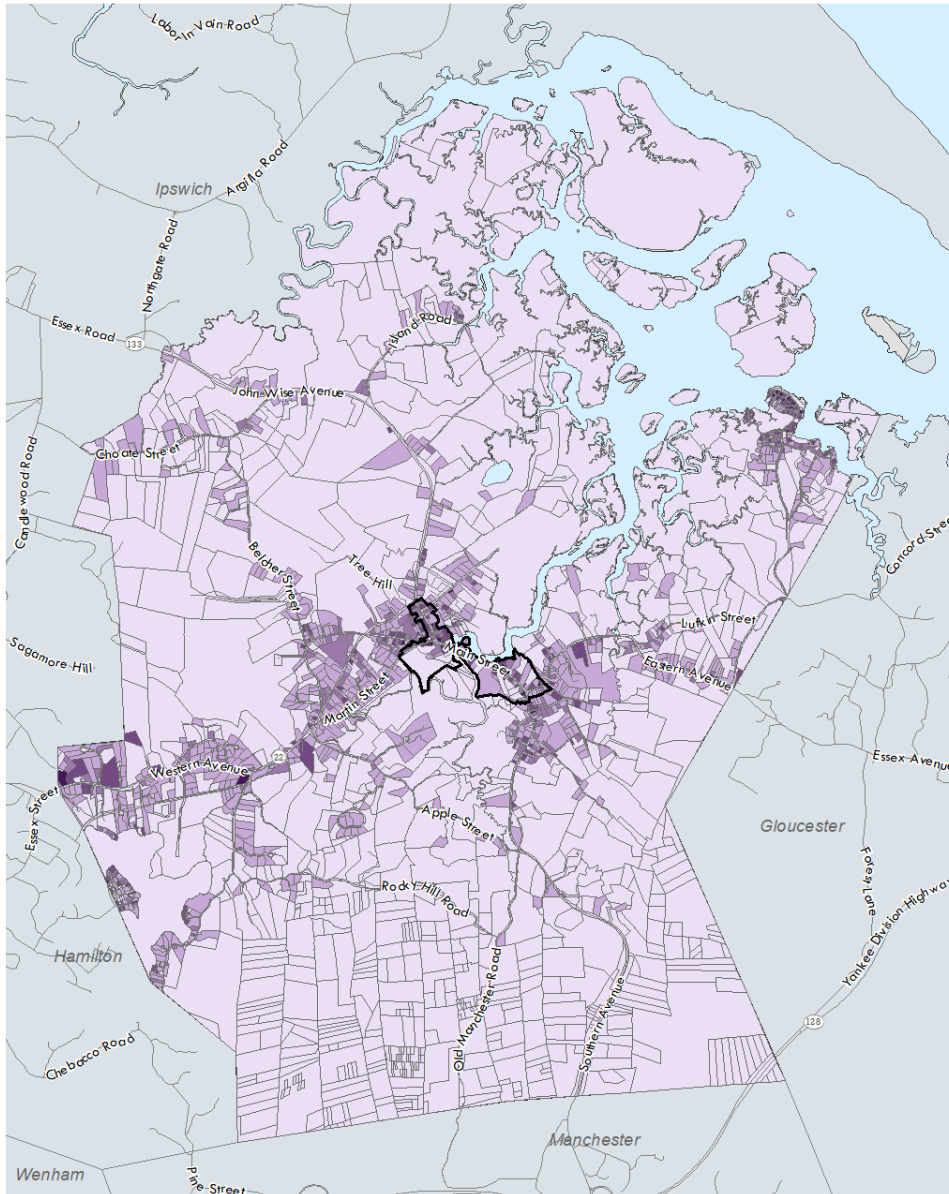 Labor In Vain Road
Argilla Road
Ipswich
Northgate Road
Essex Road
133
Island Road
John Wise Avenue
Choate Street
Candlewood Road
Concord Street
Belcher Street
Tree Hill
Lufkin Street
Sagamore Hill
Main Street
Eastern Avenue
Martin Street
22
Western Avenue
Essex Avenue
Essex Street
Apple Street
Gloucester
Forest Lane
Rocky Hill Road
Yankee Division Highway
Hamilton
128
Old Manchester Road
Southern Avenue
Chebacco Road
Manchester
Wenham
Pine Street